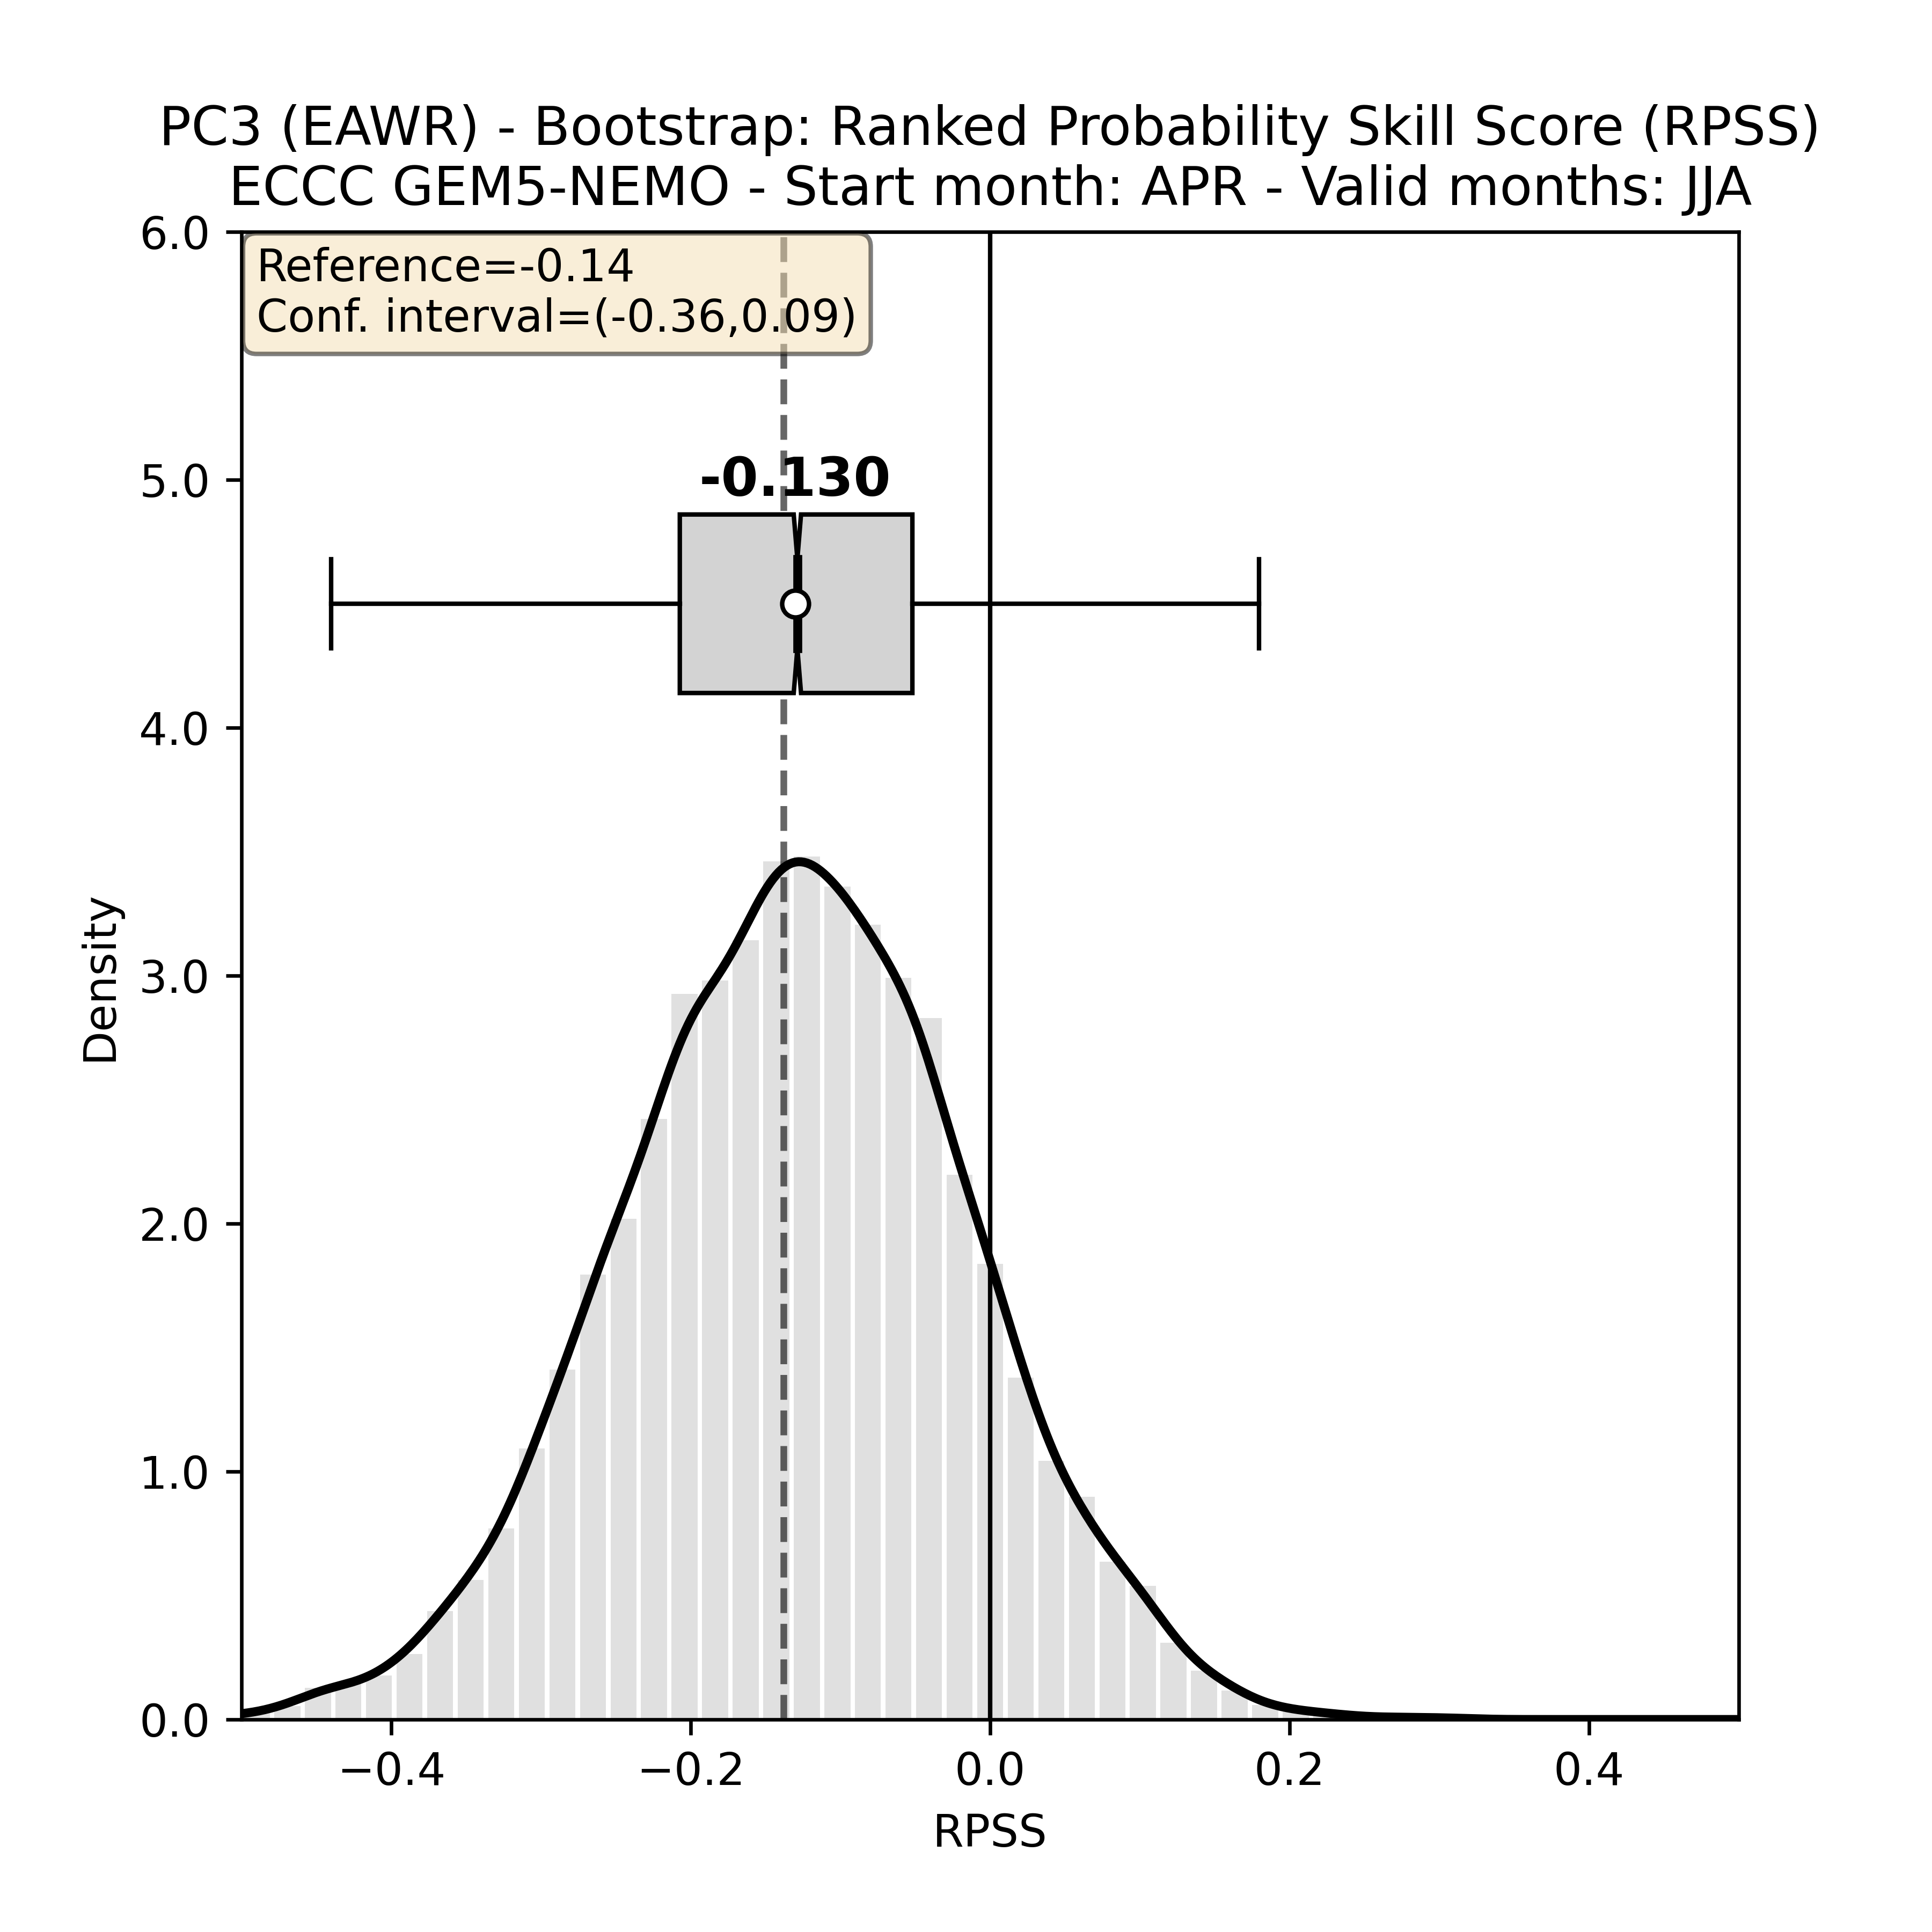 PC3 (EAWR) - Bootstrap: Ranked Probability Skill Score (RPSS)
ECCC GEM5-NEMO - Start month: APR - Valid months: JJA
6.0
Reference=-0.14
Conf. interval=(-0.36,0.09)
5.0
-0.130
4.0
3.0
Density
2.0
1.0
0.0
−0.4
−0.2
0.0
0.2
0.4
RPSS